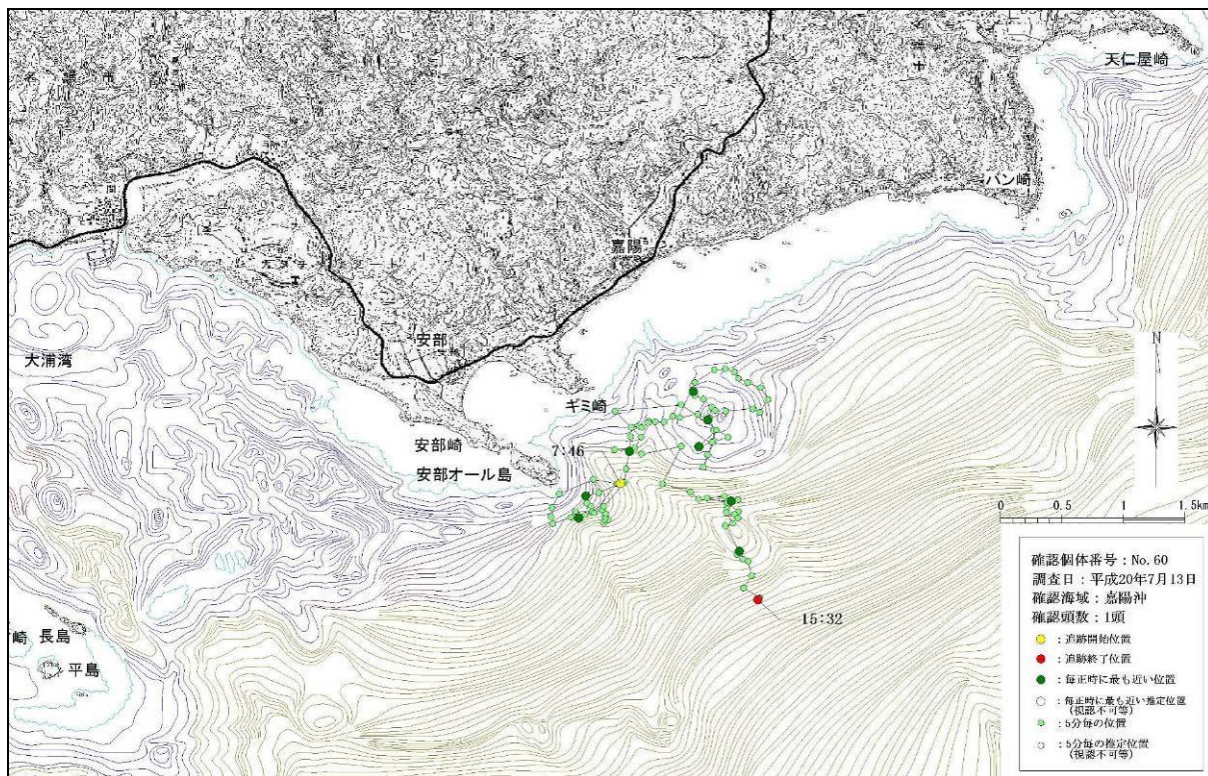 天仁屋崎
バン崎
嘉陽
安部
大浦湾
ギミ崎
安部崎
7:46
安部オール島
N
0 0.5 1 1.5km
長島
崎
平島
15:32
確認個体番号：No.60
調査日：平成20年7月13日
確認海域：嘉陽沖
確認頭数：1頭
：追跡開始位置
：追跡終了位置
：毎正時に最も近い位置
：毎正時に最も近い推定位置
(視認不可等)
：5分毎の位置
：5分毎の推定位置
(視認不可等)